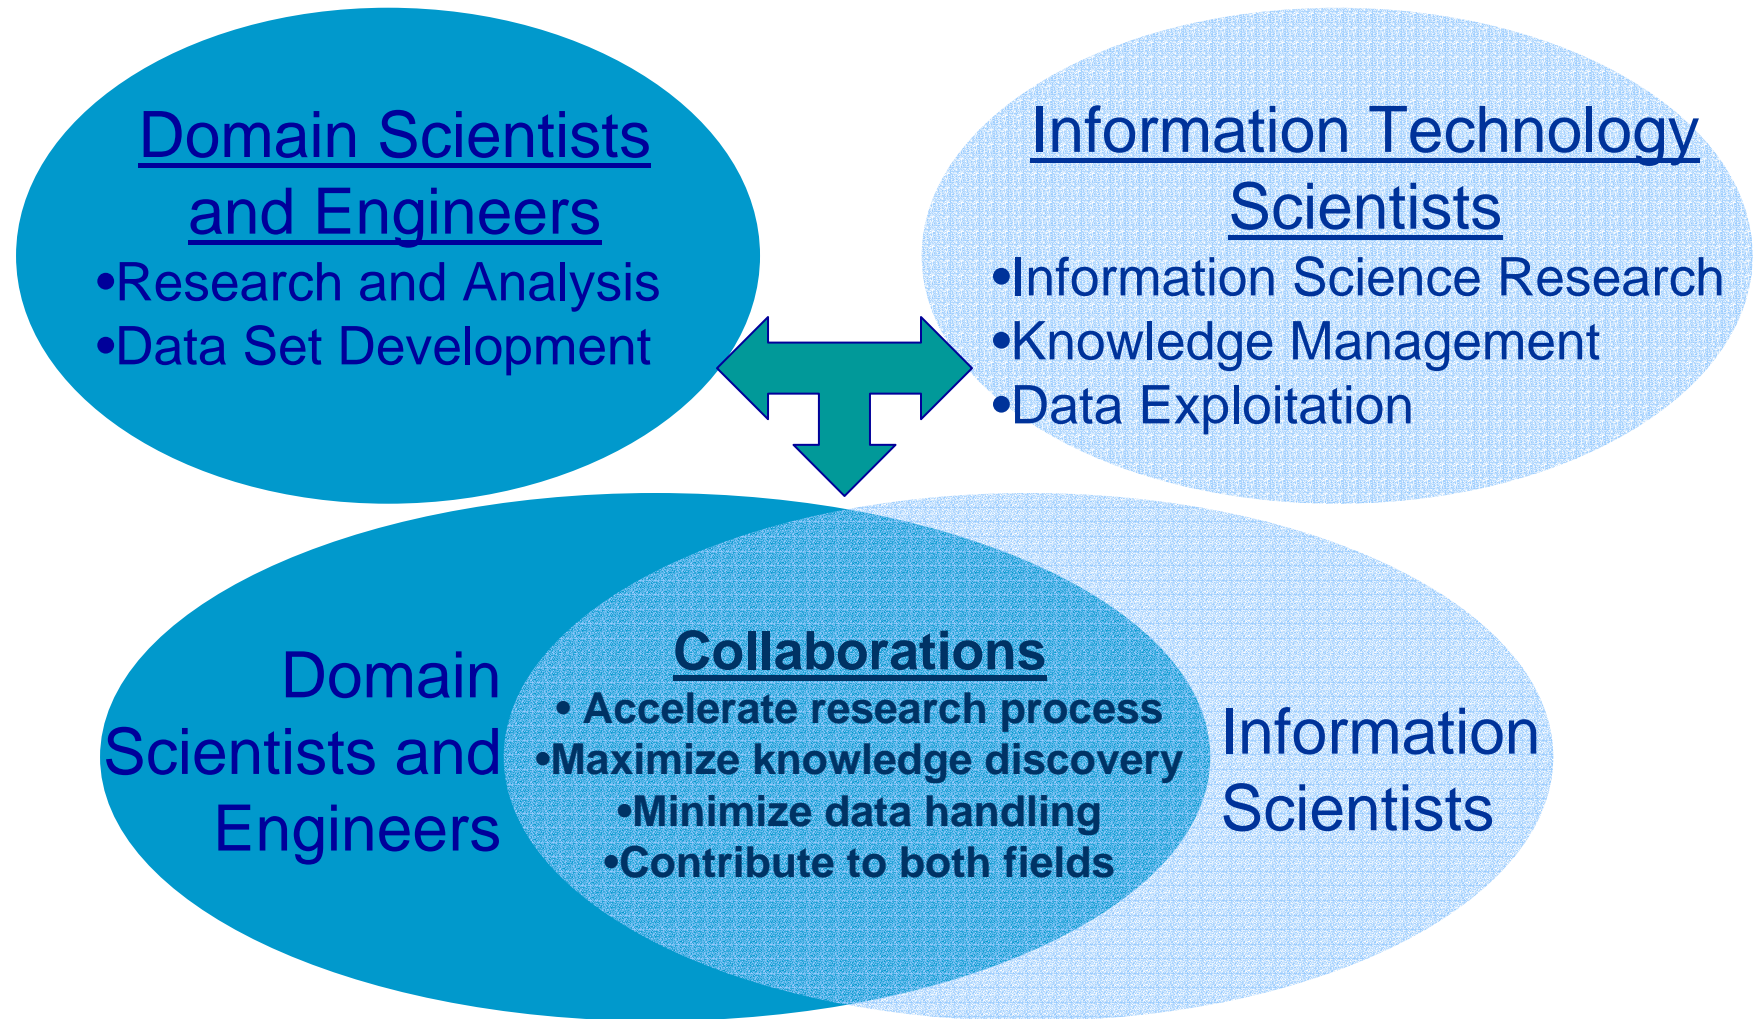 Domain Scientists
and Engineers
•Research and Analysis
•Data Set Development
Information Technology
Scientists
•Information Science Research
•Knowledge Management
•Data Exploitation
Domain
Scientists and
Engineers
Collaborations
• Accelerate research process
•Maximize knowledge discovery
•Minimize data handling
•Contribute to both fields
Information
Scientists